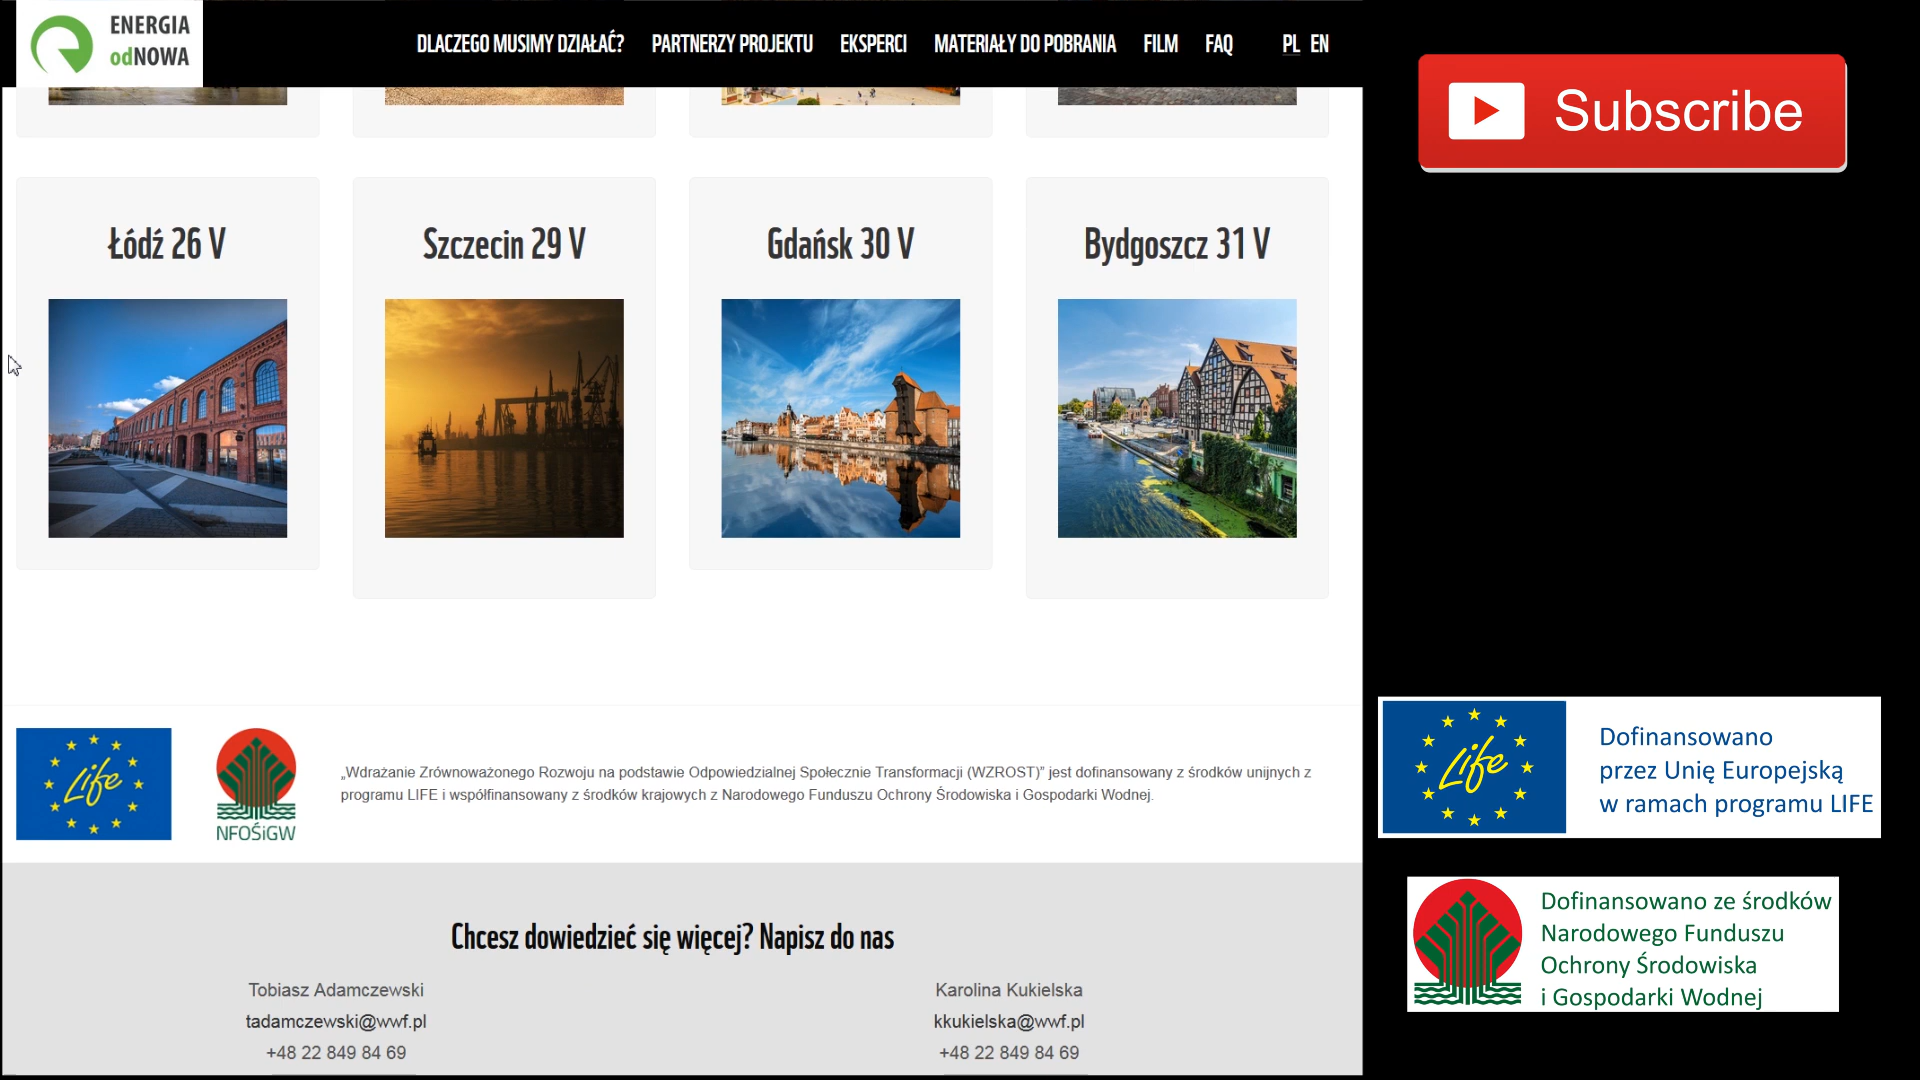 ENERGIA
odNOWA
DLACZEGO MUSIMY DZIAŁAĆ? PARTNERZY PROJEKTU EKSPERCI MATERIAŁY DO POBRANIA FILM FAQ PL EN
Subscribe
Łódź 26 V
Szczecin 29 V
Gdańsk 30 V
Bydgoszcz 31 V
Life
NFOŚiGW
„Wdrażanie Zrównoważonego Rozwoju na podstawie Odpowiedzialnej Społecznie Transformacji (WZROST)” jest dofinansowany z środków unijnych z
programu LIFE i współfinansowany z środków krajowych z Narodowego Funduszu Ochrony Środowiska i Gospodarki Wodnej.
Life
Dofinansowano
przez Unię Europejską
w ramach programu LIFE
Dofinansowano ze środków
Narodowego Funduszu
Ochrony Środowiska
i Gospodarki Wodnej
Chcesz dowiedzieć się więcej? Napisz do nas
Tobiasz Adamczewski
tadamczewski@wwf.pl
+48 22 849 84 69
Karolina Kukielska
kkukielska@wwf.pl
+48 22 849 84 69